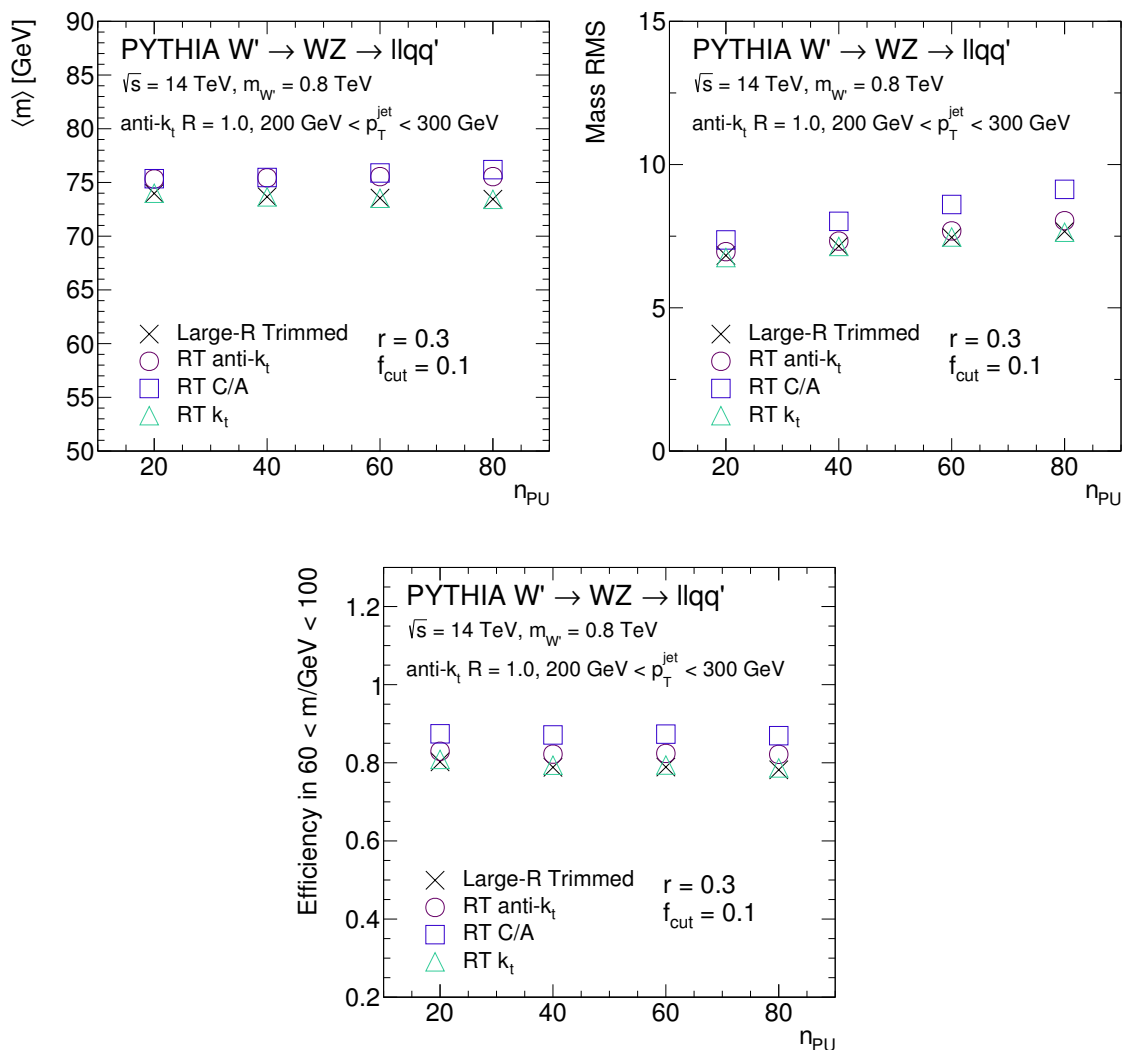 ⟨m⟩ [GeV]
90
85
80
75
70
65
60
55
50
PYTHIA W' → WZ → llqq'
√s = 14 TeV, m_W' = 0.8 TeV
anti-k_t R = 1.0, 200 GeV < p_T^jet < 300 GeV
Large-R Trimmed
RT anti-k_t
RT C/A
RT k_t
r = 0.3
f_cut = 0.1
20 40 60 80
n_PU
Mass RMS
15
10
5
0
PYTHIA W' → WZ → llqq'
√s = 14 TeV, m_W' = 0.8 TeV
anti-k_t R = 1.0, 200 GeV < p_T^jet < 300 GeV
Large-R Trimmed
RT anti-k_t
RT C/A
RT k_t
r = 0.3
f_cut = 0.1
20 40 60 80
n_PU
Efficiency in 60 < m/GeV < 100
1.2
1
0.8
0.6
0.4
0.2
PYTHIA W' → WZ → llqq'
√s = 14 TeV, m_W' = 0.8 TeV
anti-k_t R = 1.0, 200 GeV < p_T^jet < 300 GeV
Large-R Trimmed
RT anti-k_t
RT C/A
RT k_t
r = 0.3
f_cut = 0.1
20 40 60 80
n_PU